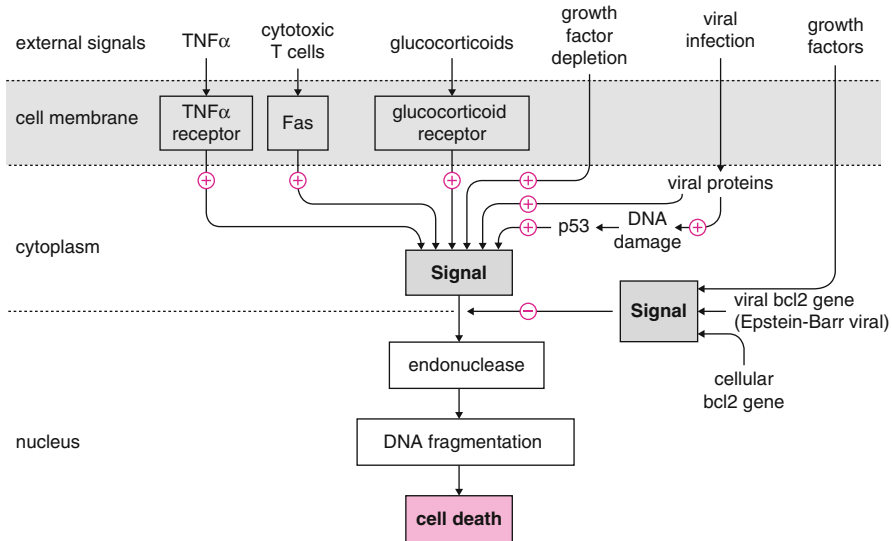 external signals
TNFα
cytotoxic
T cells
glucocorticoids
growth
factor
depletion
viral
infection
growth
factors
cell membrane
TNFα
receptor
Fas
glucocorticoid
receptor
+
+
+
+
viral proteins
+
+
p53
DNA
damage
+
cytoplasm
Signal
Signal
viral bcl2 gene
(Epstein-Barr viral)
−
cellular
bcl2 gene
endonuclease
nucleus
DNA fragmentation
cell death